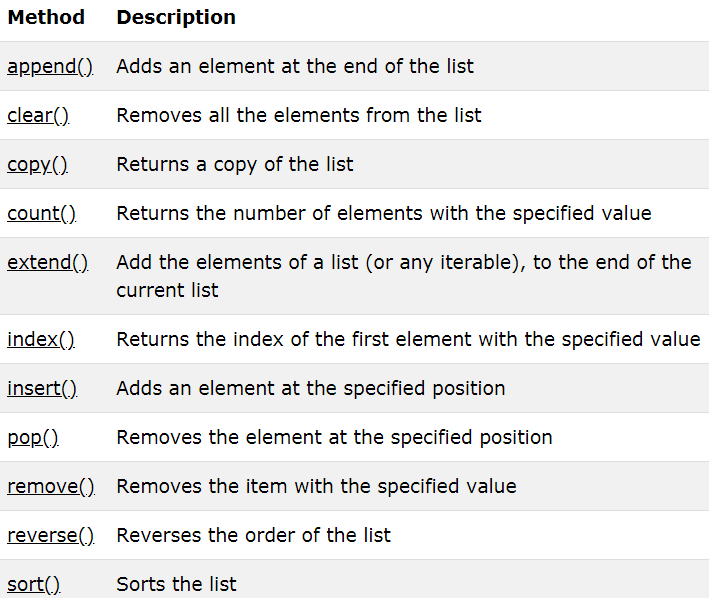 Method Description
append() Adds an element at the end of the list
clear() Removes all the elements from the list
copy() Returns a copy of the list
count() Returns the number of elements with the specified value
extend() Add the elements of a list (or any iterable), to the end of the
current list
index() Returns the index of the first element with the specified value
insert() Adds an element at the specified position
pop() Removes the element at the specified position
remove() Removes the item with the specified value
reverse() Reverses the order of the list
sort() Sorts the list